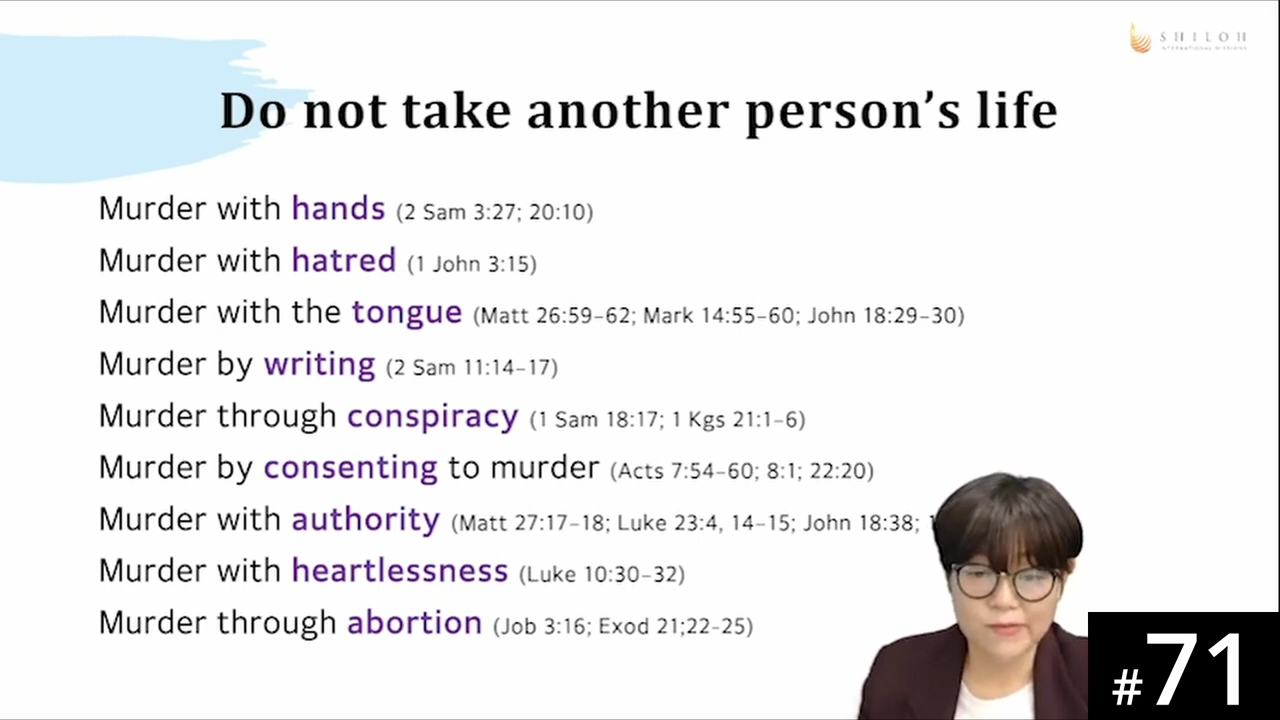 SHILOH
INTERNATIONAL MISSIONS
Do not take another person’s life
Murder with hands (2 Sam 3:27; 20:10)
Murder with hatred (1 John 3:15)
Murder with the tongue (Matt 26:59–62; Mark 14:55–60; John 18:29–30)
Murder by writing (2 Sam 11:14–17)
Murder through conspiracy (1 Sam 18:17; 1 Kgs 21:1–6)
Murder by consenting to murder (Acts 7:54–60; 8:1; 22:20)
Murder with authority (Matt 27:17–18; Luke 23:4, 14–15; John 18:38;
Murder with heartlessness (Luke 10:30–32)
Murder through abortion (Job 3:16; Exod 21;22–25)
#71